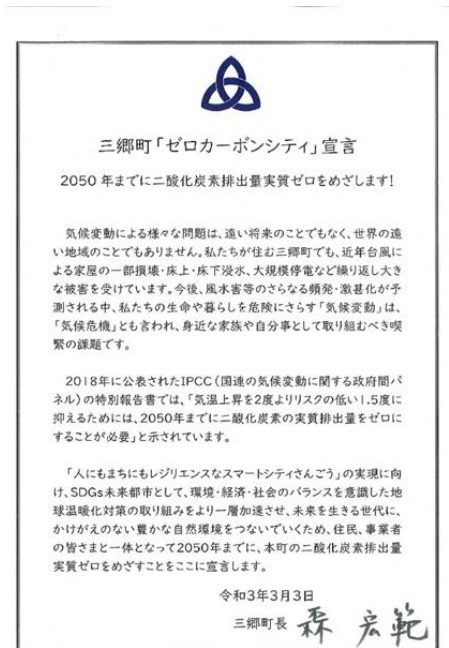 三郷町「ゼロカーボンシティ」宣言
2050年までに二酸化炭素排出量実質ゼロをめざします!
気候変動による様々な問題は、遠い将来のことでもなく、世界の遠
い地域のことでもありません。私たちが住む三郷町でも、近年台風に
よる家屋の一部損壊・床上・床下浸水、大規模停電など繰り返し大き
な被害を受けています。今後、風水害等のさらなる頻発・激甚化が予
測される中、私たちの生命や暮らしを危険にさらす「気候変動」は、
「気候危機」とも言われ、身近な家族や自分事として取り組むべき喫
緊の課題です。
2018年に公表されたIPCC(国連の気候変動に関する政府間パ
ネル)の特別報告書では、「気温上昇を2度よりリスクの低い1.5度に
抑えるためには、2050年までに二酸化炭素の実質排出量をゼロに
することが必要」と示されています。
「人にもまちにもレジリエンスなスマートシティさんごう」の実現に向
け、SDGs未来都市として、環境・経済・社会のバランスを意識した地
球温暖化対策の取り組みをより一層加速させ、未来を生きる世代に、
かけがえのない豊かな自然環境をつないでいくため、住民、事業者
の皆さまと一体となって2050年までに、本町の二酸化炭素排出量
実質ゼロをめざすことをここに宣言します。
令和3年3月3日
三郷町長 森 宏範